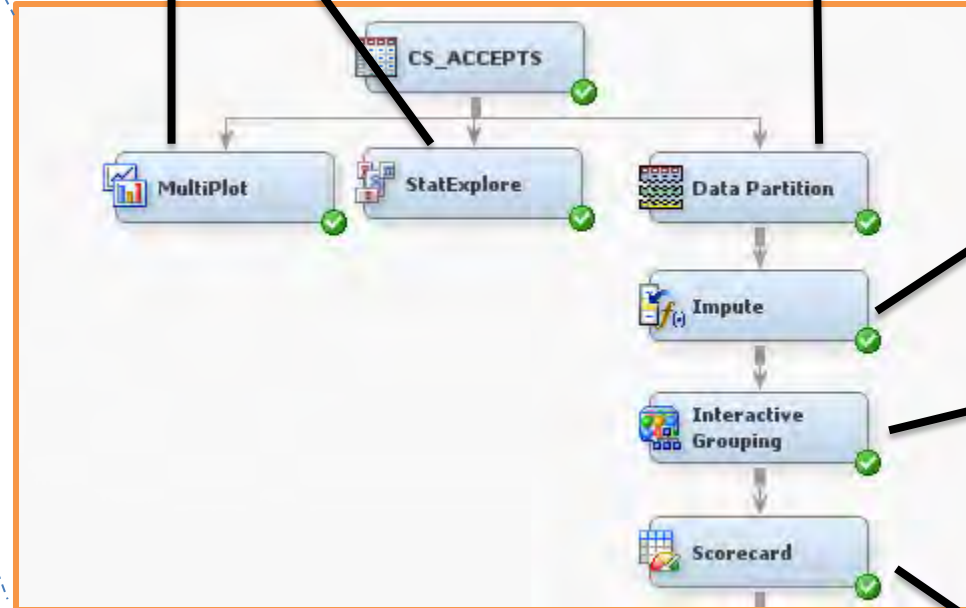 CS_ACCEPTS
MultiPlot
StatExplore
Data Partition
Impute
Interactive
Grouping
Scorecard